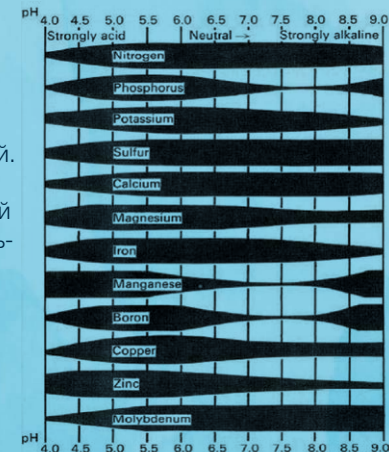 pH 4.0 4.5 5.0 5.5 6.0 6.5 7.0 7.5 8.0 8.5 9.0
Strongly acid Neutral → Strongly alkaline
Nitrogen
Phosphorus
Potassium
й.
Sulfur
Calcium
й
Magnesium
ь-
Iron
Manganese
Boron
Copper
Zinc
Molybdenum
pH 4.0 4.5 5.0 5.5 6.0 6.5 7.0 7.5 8.0 8.5 9.0